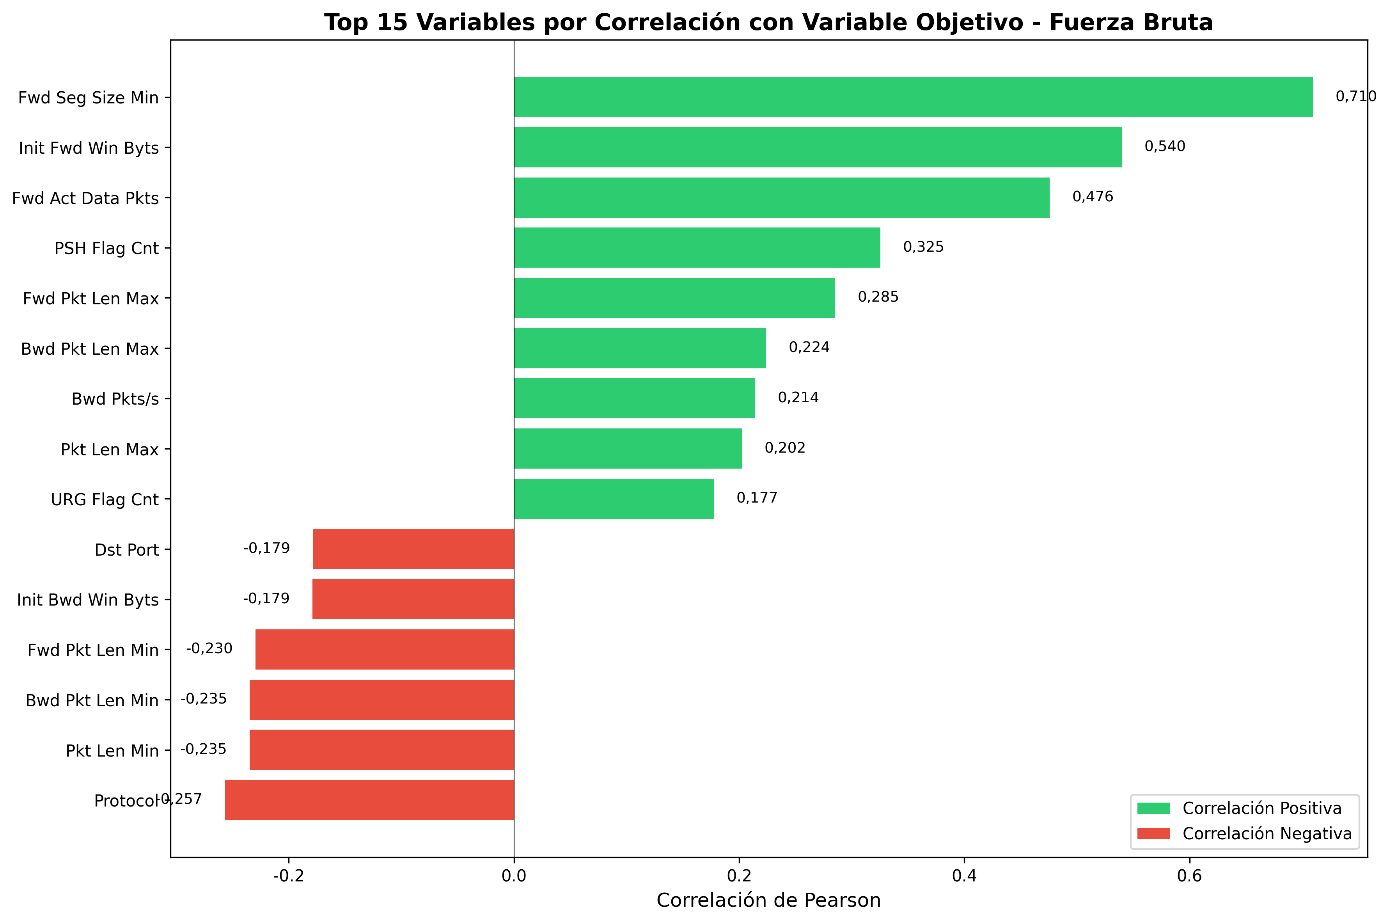 Top 15 Variables por Correlación con Variable Objetivo - Fuerza Bruta
Fwd Seg Size Min 0,710
Init Fwd Win Byts 0,540
Fwd Act Data Pkts 0,476
PSH Flag Cnt 0,325
Fwd Pkt Len Max 0,285
Bwd Pkt Len Max 0,224
Bwd Pkts/s 0,214
Pkt Len Max 0,202
URG Flag Cnt 0,177
Dst Port -0,179
Init Bwd Win Byts -0,179
Fwd Pkt Len Min -0,230
Bwd Pkt Len Min -0,235
Pkt Len Min -0,235
Protocol -0,257
Correlación Positiva
Correlación Negativa
-0.2 0.0 0.2 0.4 0.6
Correlación de Pearson